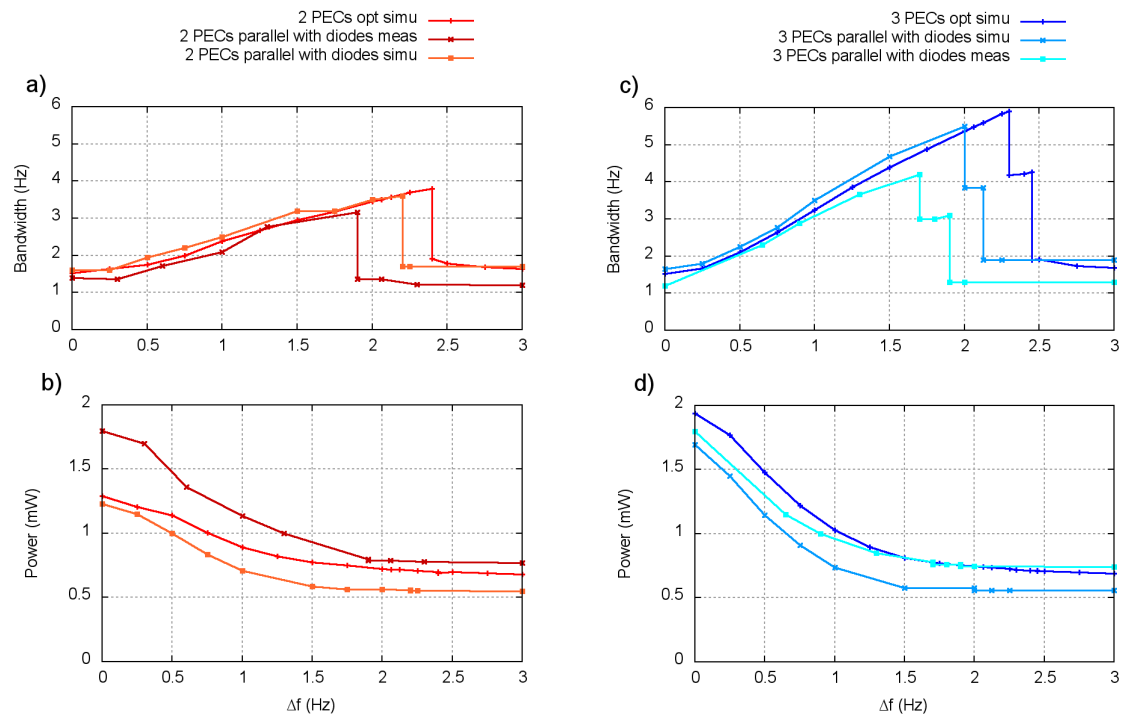 2 PECs opt simu
2 PECs parallel with diodes meas
2 PECs parallel with diodes simu
3 PECs opt simu
3 PECs parallel with diodes simu
3 PECs parallel with diodes meas
a)
Bandwidth (Hz)
6
5
4
3
2
1
0
0 0.5 1 1.5 2 2.5 3
c)
Bandwidth (Hz)
6
5
4
3
2
1
0
0 0.5 1 1.5 2 2.5 3
b)
Power (mW)
2
1.5
1
0.5
0
0 0.5 1 1.5 2 2.5 3
Δf (Hz)
d)
Power (mW)
2
1.5
1
0.5
0
0 0.5 1 1.5 2 2.5 3
Δf (Hz)